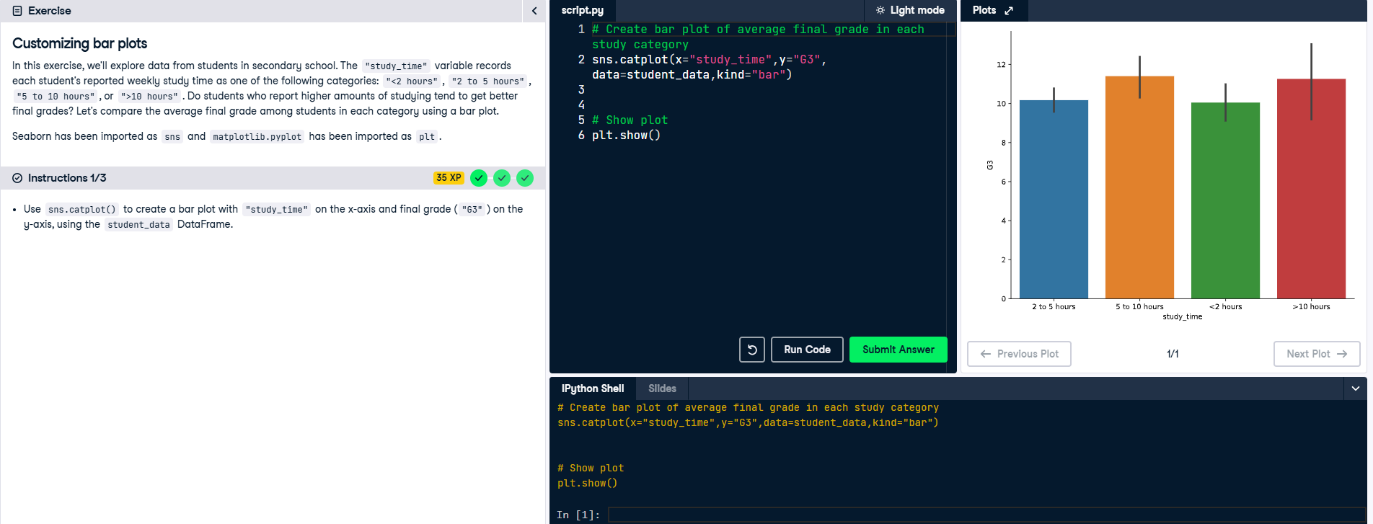 Exercise
Customizing bar plots
In this exercise, we'll explore data from students in secondary school. The "study_time" variable records
each student's reported weekly study time as one of the following categories: "<2 hours", "2 to 5 hours",
"5 to 10 hours", or ">10 hours". Do students who report higher amounts of studying tend to get better
final grades? Let's compare the average final grade among students in each category using a bar plot.
Seaborn has been imported as sns and matplotlib.pyplot has been imported as plt.
Instructions 1/3
35 XP
Use sns.catplot() to create a bar plot with "study_time" on the x-axis and final grade ("G3") on the
y-axis, using the student_data DataFrame.
script.py
Light mode
1 # Create bar plot of average final grade in each
study category
2 sns.catplot(x="study_time",y="G3",
data=student_data,kind="bar")
3
4
5 # Show plot
6 plt.show()
Run Code
Submit Answer
Plots
12
10
8
6
4
2
0
G3
2 to 5 hours 5 to 10 hours <2 hours >10 hours
study_time
← Previous Plot
1/1
Next Plot →
IPython Shell
Slides
# Create bar plot of average final grade in each study category
sns.catplot(x="study_time",y="G3",data=student_data,kind="bar")
# Show plot
plt.show()
In [1]: